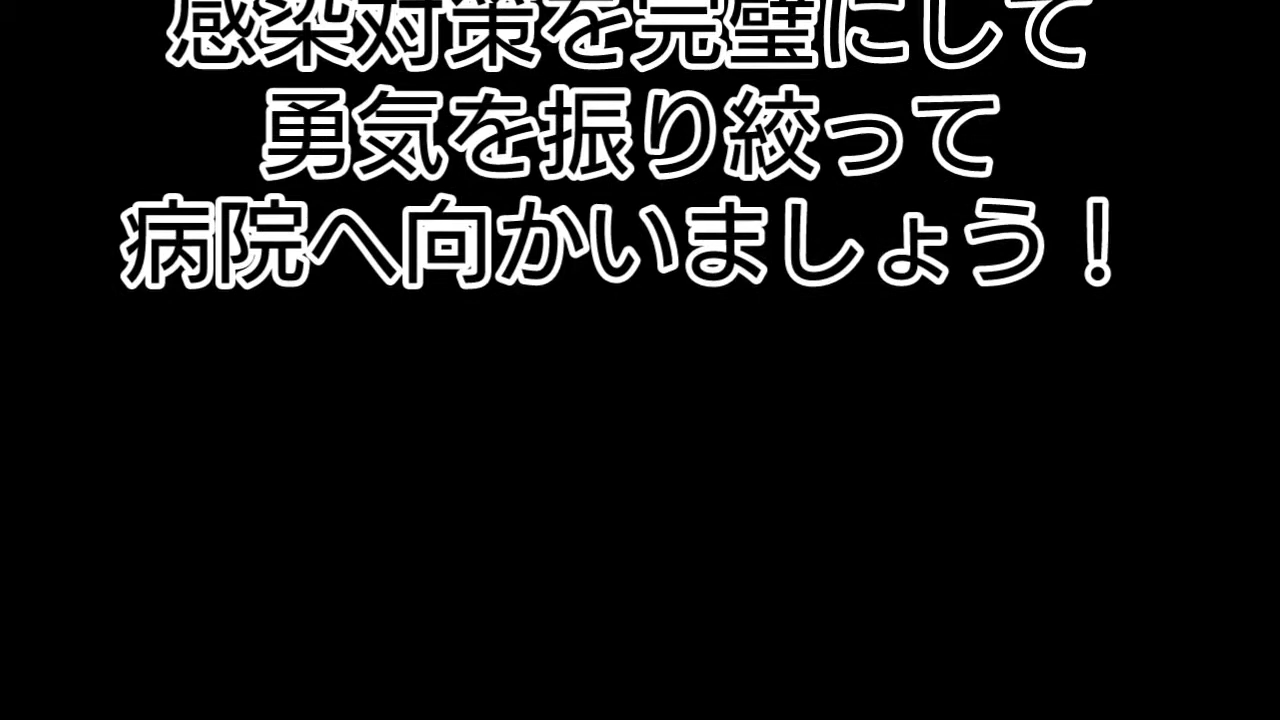 感染対策を完璧にして
勇気を振り絞って
病院へ向かいましょう！